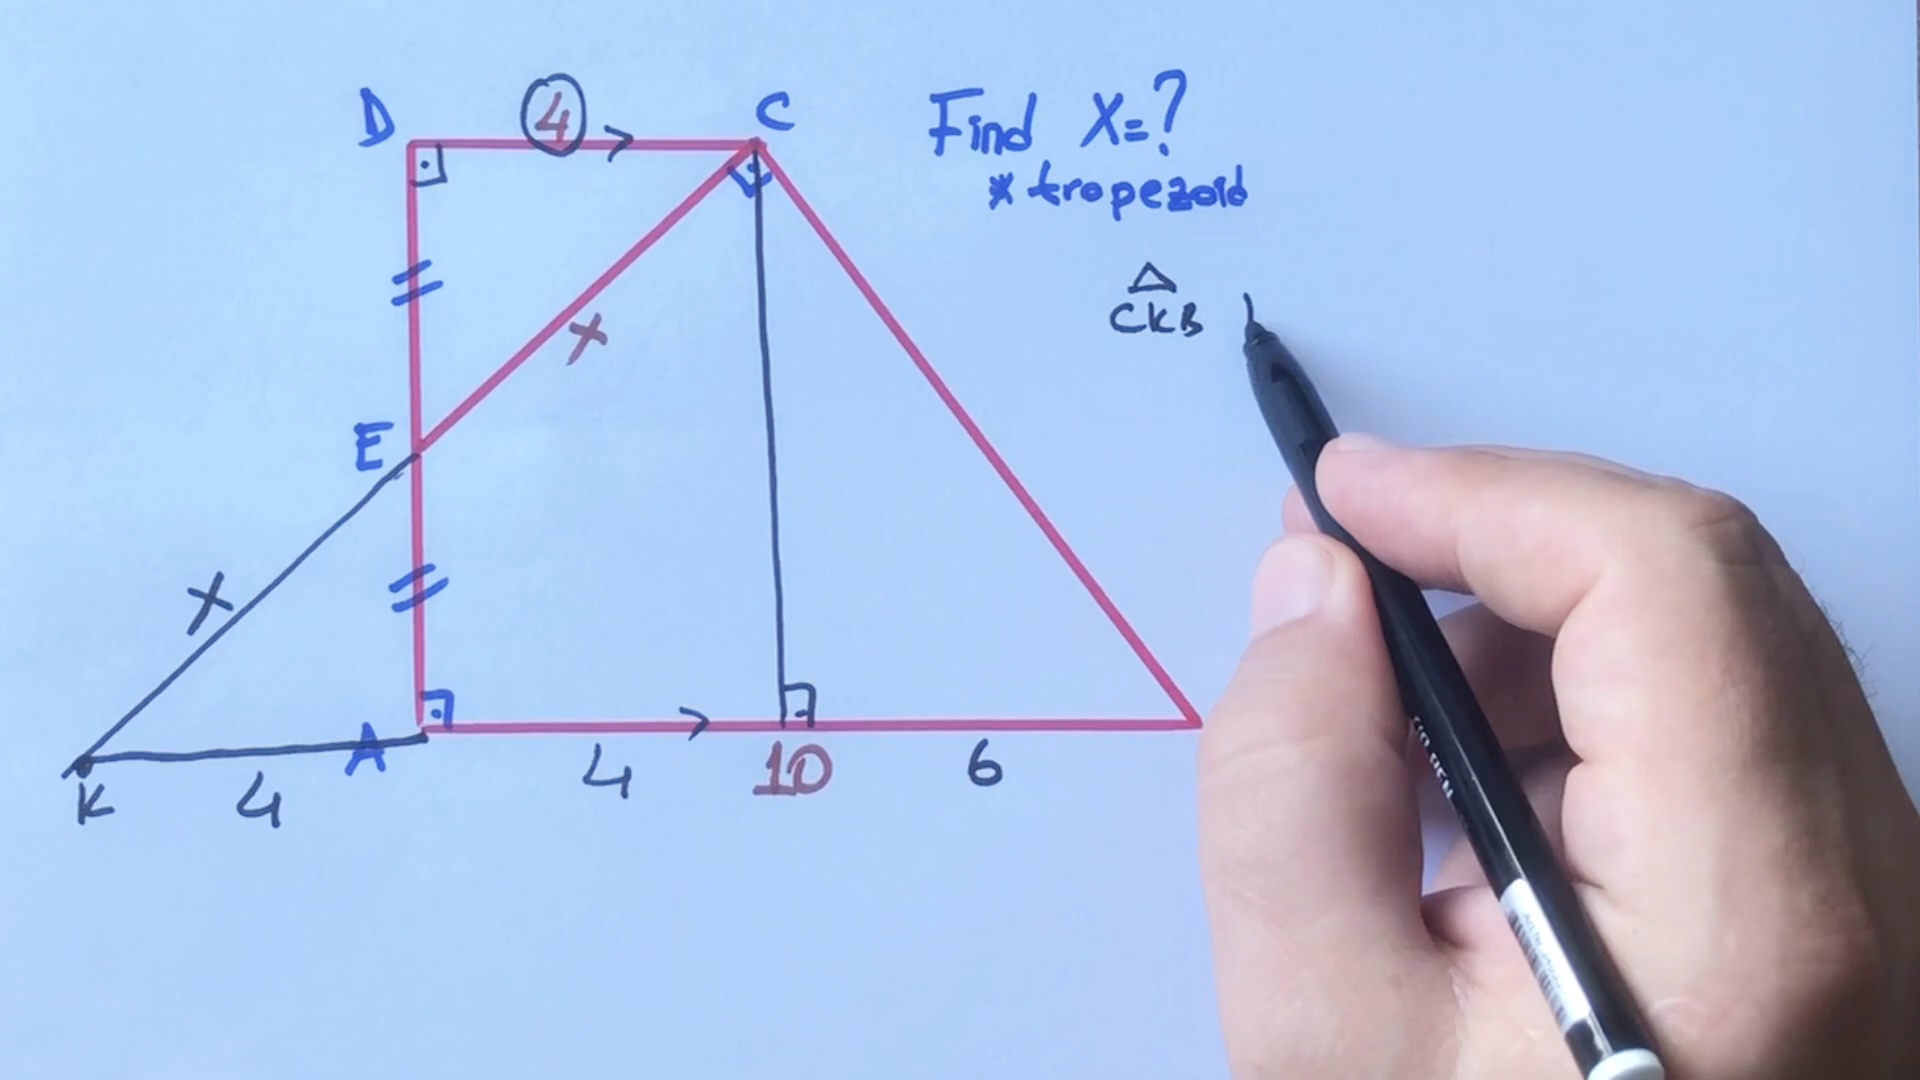 D 4 C
Find X=?
* tropezoid
CKB
X
E
X
A
K 4 4 10 6